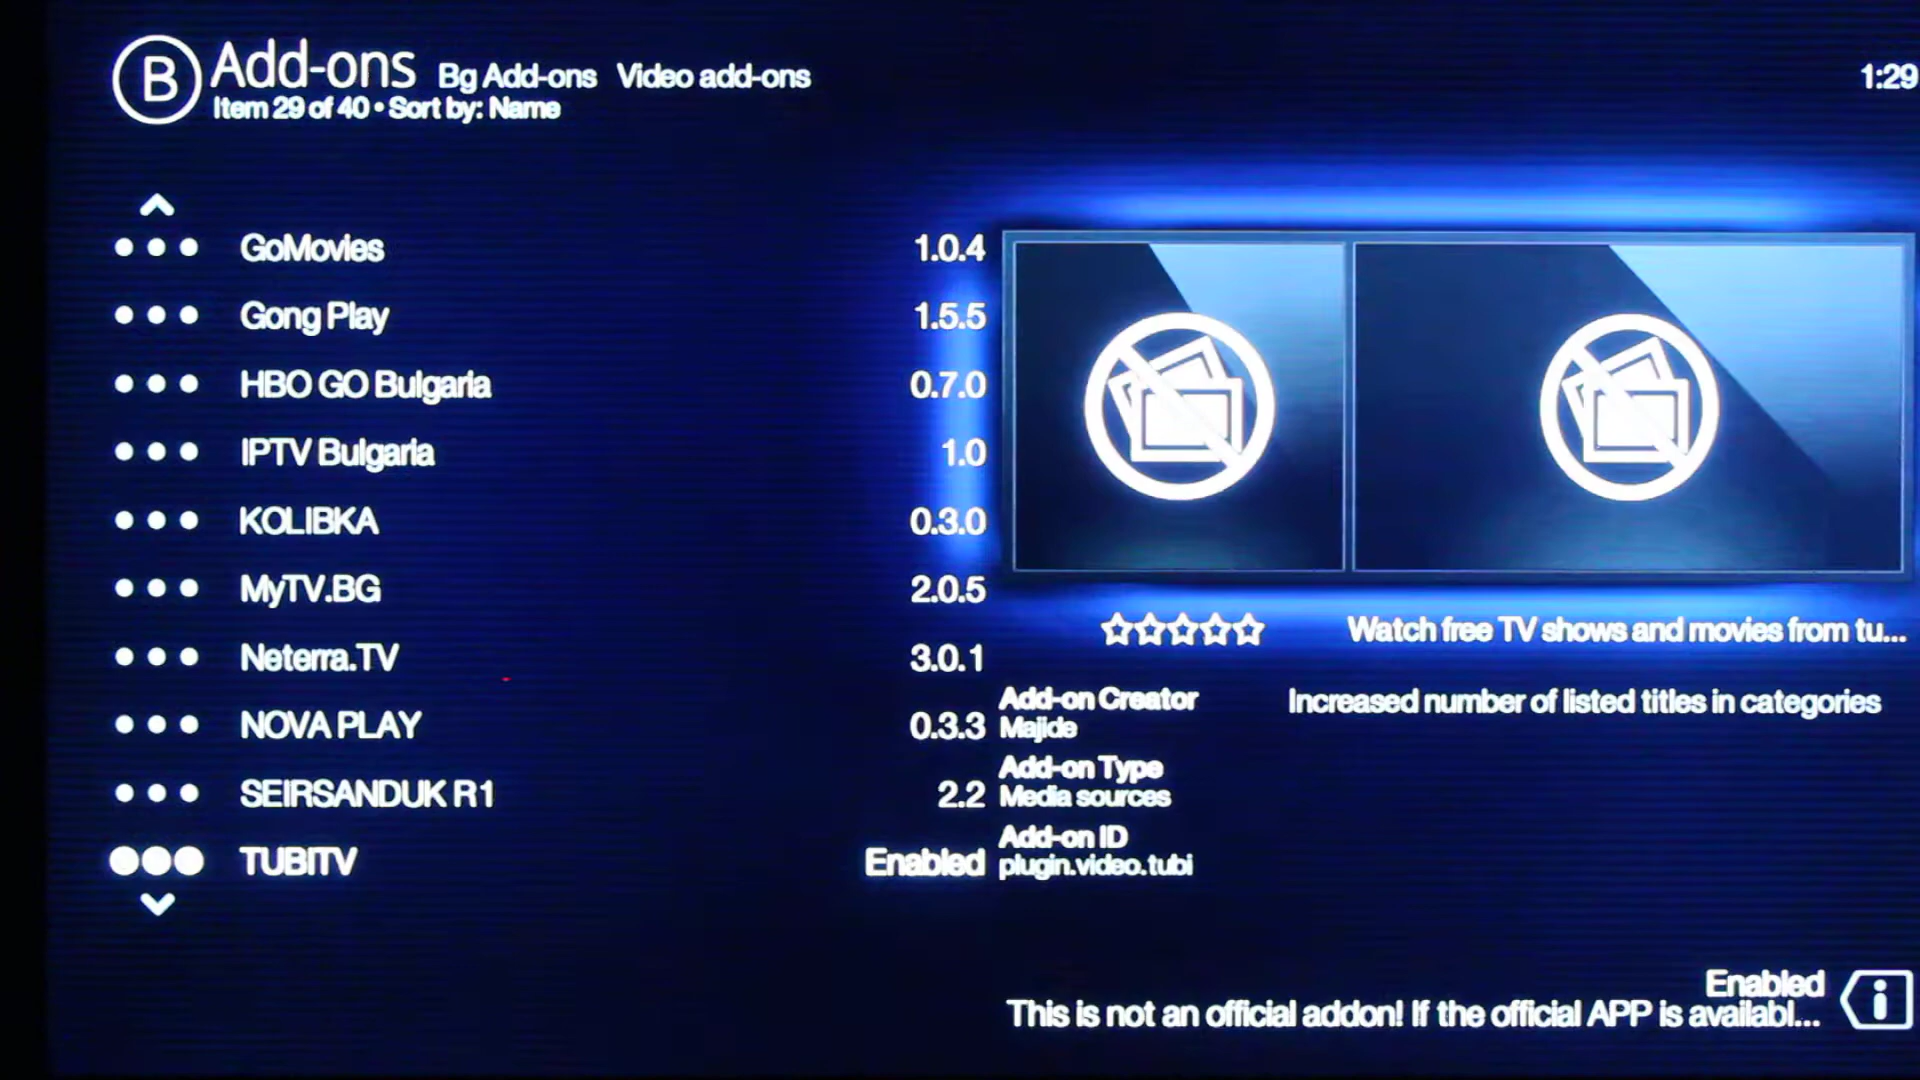 B Add-ons Bg Add-ons Video add-ons
1:29
Item 29 of 40 • Sort by: Name
GoMovies 1.0.4
Gong Play 1.5.5
HBO GO Bulgaria 0.7.0
IPTV Bulgaria 1.0
KOLIBKA 0.3.0
MyTV.BG 2.0.5
Neterra.TV 3.0.1
NOVA PLAY 0.3.3
SEIRSANDUK R1 2.2
TUBITV Enabled
Watch free TV shows and movies from tu...
Increased number of listed titles in categories
Add-on Creator
Majide
Add-on Type
Media sources
Add-on ID
plugin.video.tubi
Enabled
This is not an official addon! If the official APP is availabl...